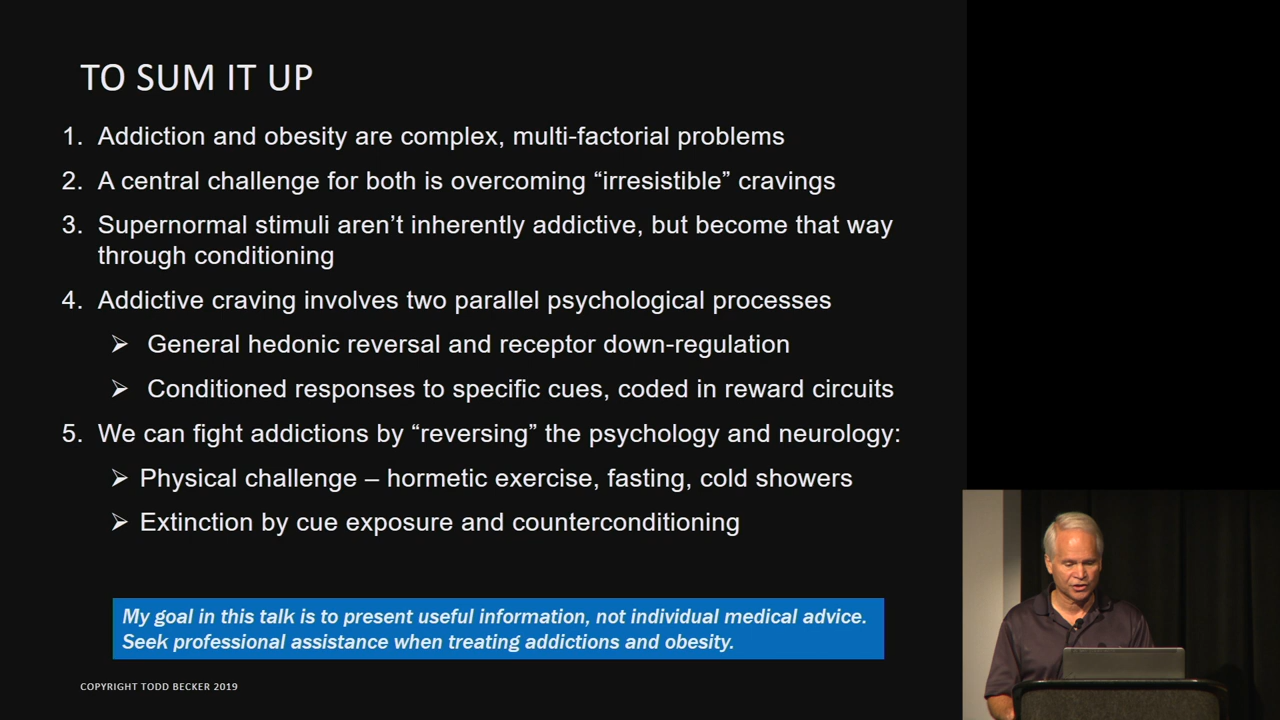 TO SUM IT UP
1. Addiction and obesity are complex, multi-factorial problems
2. A central challenge for both is overcoming “irresistible” cravings
3. Supernormal stimuli aren’t inherently addictive, but become that way
through conditioning
4. Addictive craving involves two parallel psychological processes
➢ General hedonic reversal and receptor down-regulation
➢ Conditioned responses to specific cues, coded in reward circuits
5. We can fight addictions by “reversing” the psychology and neurology:
➢ Physical challenge – hormetic exercise, fasting, cold showers
➢ Extinction by cue exposure and counterconditioning
My goal in this talk is to present useful information, not individual medical advice.
Seek professional assistance when treating addictions and obesity.
COPYRIGHT TODD BECKER 2019